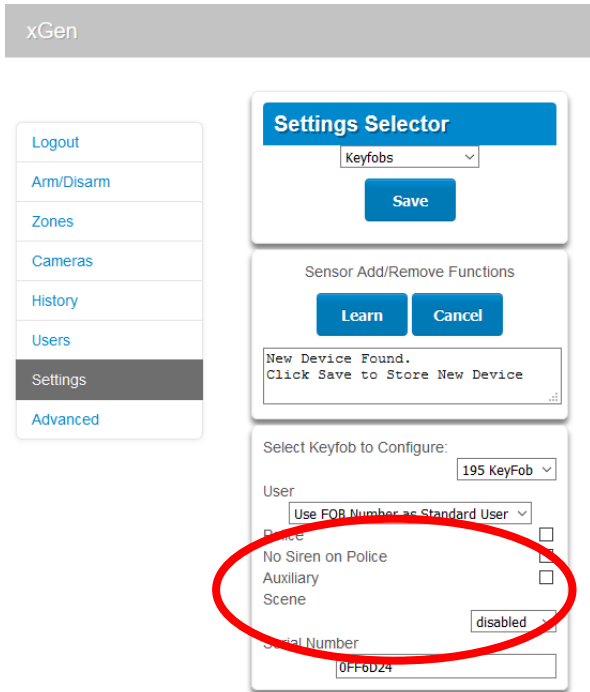 xGen
Logout
Arm/Disarm
Zones
Cameras
History
Users
Settings
Advanced
Settings Selector
Keyfobs
Save
Sensor Add/Remove Functions
Learn Cancel
New Device Found.
Click Save to Store New Device
Select Keyfob to Configure:
195 KeyFob
User
Use FOB Number as Standard User
Police
No Siren on Police
Auxiliary
Scene
disabled
Serial Number
0FF6D24